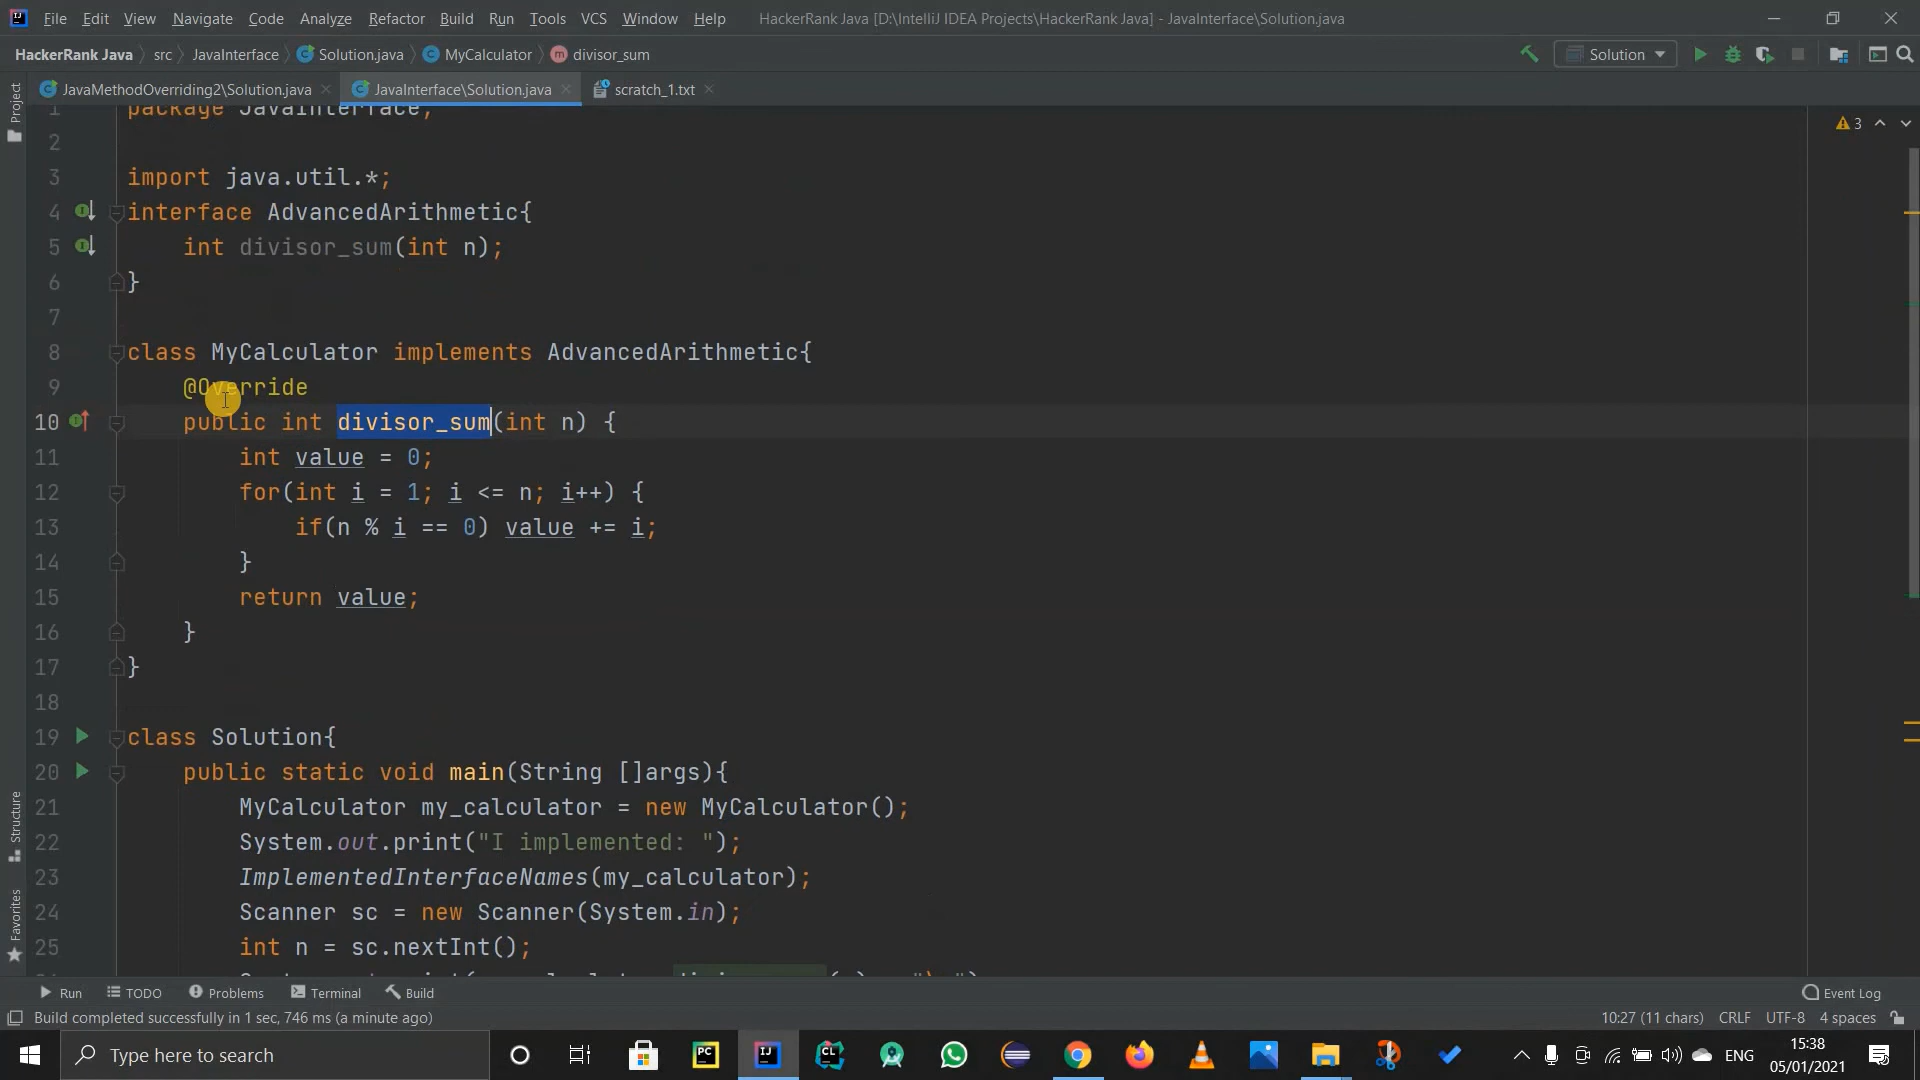 File Edit View Navigate Code Analyze Refactor Build Run Tools VCS Window Help HackerRank Java [D:\IntelliJ IDEA Projects\HackerRank Java] - JavaInterface\Solution.java
HackerRank Java src JavaInterface Solution.java MyCalculator divisor_sum Solution
JavaMethodOverriding2\Solution.java JavaInterface\Solution.java scratch_1.txt
Project
1 package JavaInterface;
3
2
3 import java.util.*;
4 interface AdvancedArithmetic{
5 int divisor_sum(int n);
6 }
7
8 class MyCalculator implements AdvancedArithmetic{
9 @Override
10 public int divisor_sum(int n) {
11 int value = 0;
12 for(int i = 1; i <= n; i++) {
13 if(n % i == 0) value += i;
14 }
15 return value;
16 }
17 }
18
19 class Solution{
20 public static void main(String []args){
21 MyCalculator my_calculator = new MyCalculator();
22 System.out.print("I implemented: ");
23 ImplementedInterfaceNames(my_calculator);
24 Scanner sc = new Scanner(System.in);
25 int n = sc.nextInt();
Structure
Favorites
Run TODO Problems Terminal Build Event Log
Build completed successfully in 1 sec, 746 ms (a minute ago) 10:27 (11 chars) CRLF UTF-8 4 spaces
Type here to search ENG 15:38
05/01/2021